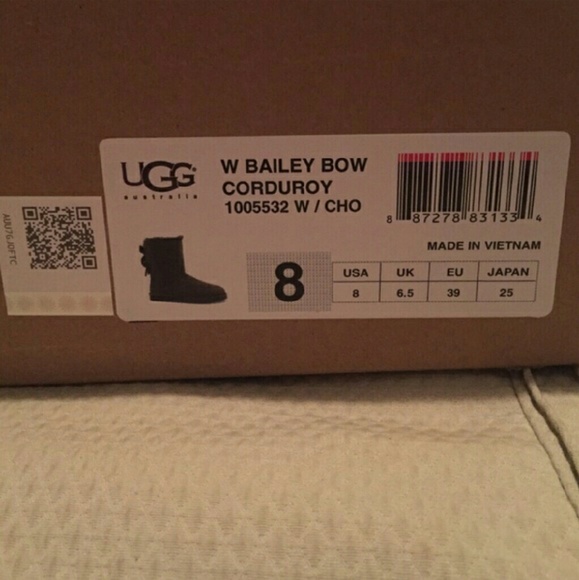 UGG
australia
W BAILEY BOW
CORDUROY
1005532 W / CHO
8 87278 83133 4
MADE IN VIETNAM
8
USA UK EU JAPAN
8 6.5 39 25